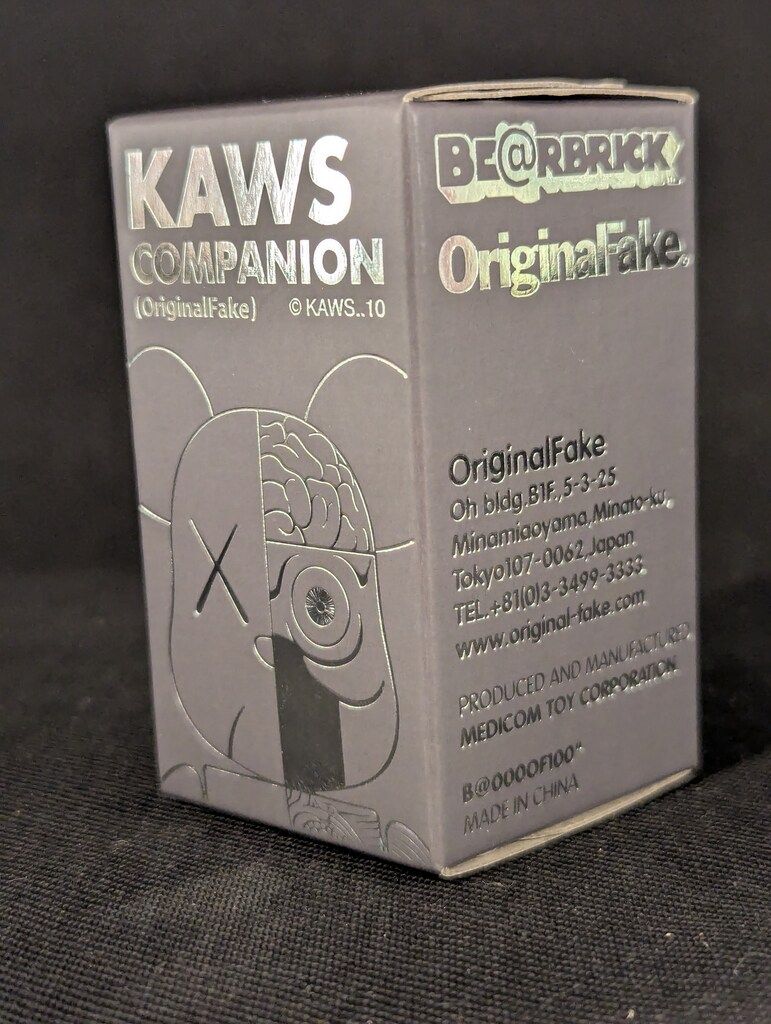 KAWS
COMPANION
(OriginalFake) © KAWS..10
BE@RBRICK
OriginalFake®
OriginalFake
Oh bldg.B1F.,5-3-25
Minamiaoyama,Minato-ku,
Tokyo107-0062,Japan
TEL.+81(0)3-3499-3333
www.original-fake.com
PRODUCED AND MANUFACTURED
MEDICOM TOY CORPORATION
B@0000F100"
MADE IN CHINA